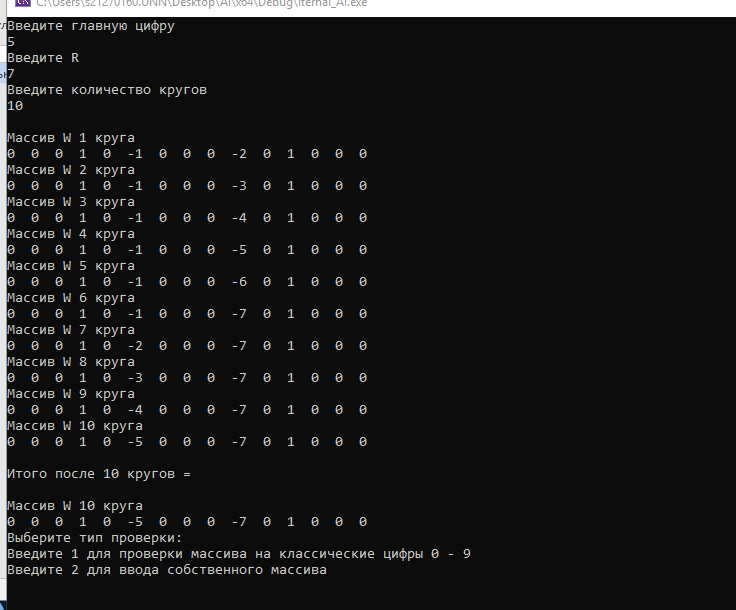 C:\Users\s21270160.UNN\Desktop\AI\x64\Debug\Iternal_AI.exe
Введите главную цифру
5
Введите R
7
Введите количество кругов
10
Массив W 1 круга
0 0 0 1 0 -1 0 0 0 -2 0 1 0 0 0
Массив W 2 круга
0 0 0 1 0 -1 0 0 0 -3 0 1 0 0 0
Массив W 3 круга
0 0 0 1 0 -1 0 0 0 -4 0 1 0 0 0
Массив W 4 круга
0 0 0 1 0 -1 0 0 0 -5 0 1 0 0 0
Массив W 5 круга
0 0 0 1 0 -1 0 0 0 -6 0 1 0 0 0
Массив W 6 круга
0 0 0 1 0 -1 0 0 0 -7 0 1 0 0 0
Массив W 7 круга
0 0 0 1 0 -2 0 0 0 -7 0 1 0 0 0
Массив W 8 круга
0 0 0 1 0 -3 0 0 0 -7 0 1 0 0 0
Массив W 9 круга
0 0 0 1 0 -4 0 0 0 -7 0 1 0 0 0
Массив W 10 круга
0 0 0 1 0 -5 0 0 0 -7 0 1 0 0 0
Итого после 10 кругов =
Массив W 10 круга
0 0 0 1 0 -5 0 0 0 -7 0 1 0 0 0
Выберите тип проверки:
Введите 1 для проверки массива на классические цифры 0 - 9
Введите 2 для ввода собственного массива